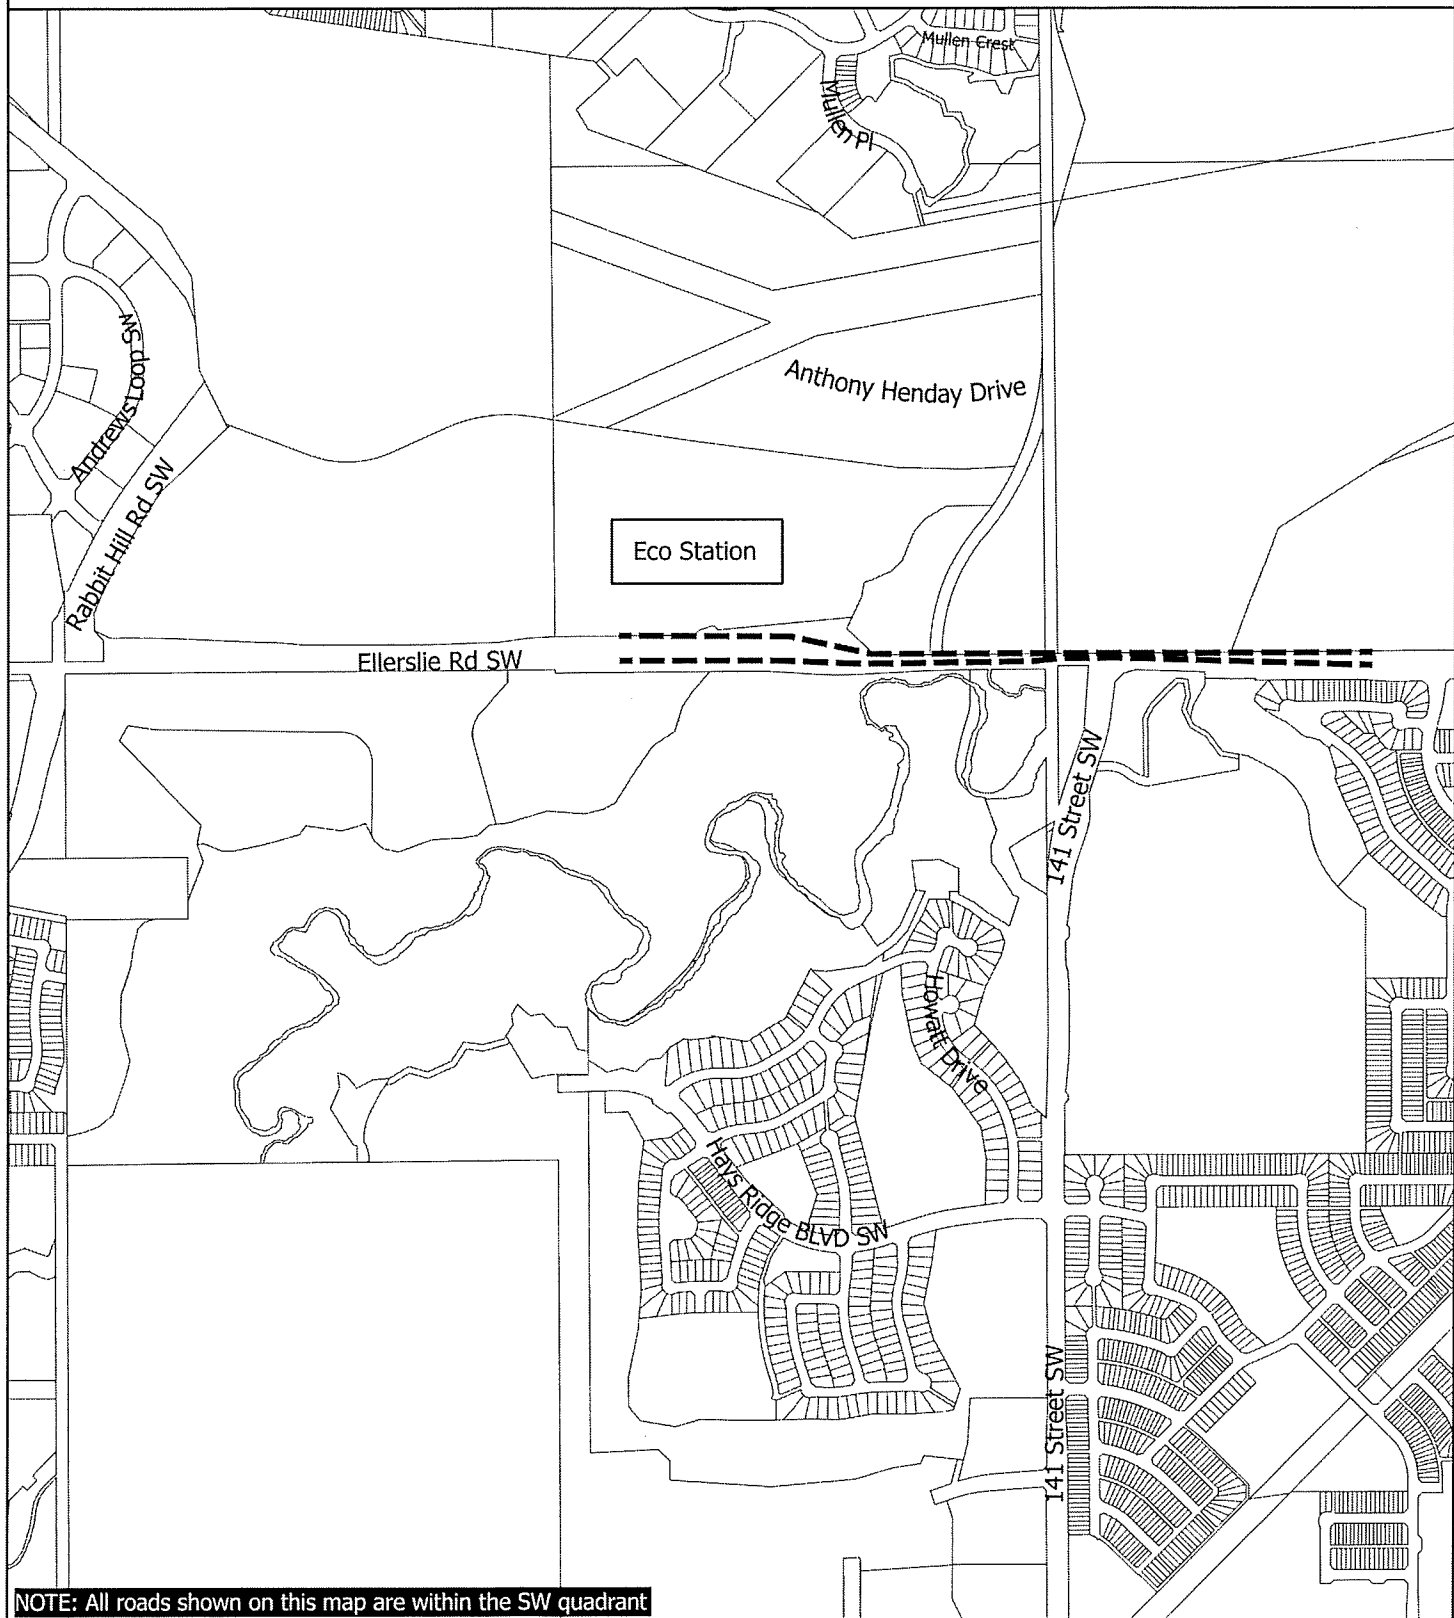 Mullen Crest
Mullen Pl
Andrews Loop SW
Anthony Henday Drive
Rabbit Hill Rd SW
Eco Station
Ellerslie Rd SW
141 Street SW
Howatt Drive
Hays Ridge BLVD SW
141 Street SW
NOTE: All roads shown on this map are within the SW quadrant